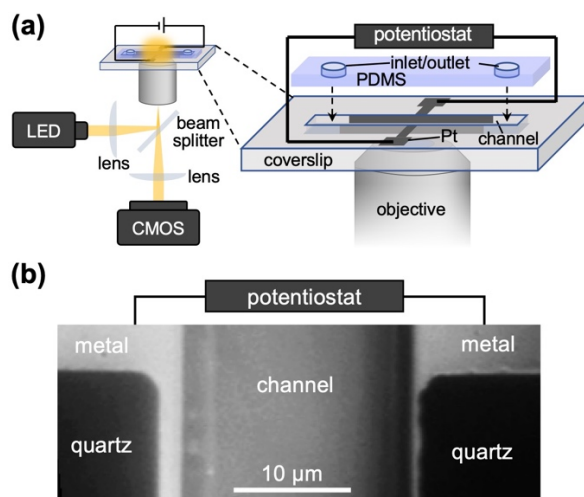 (a)
potentiostat
inlet/outlet
PDMS
LED
lens
beam
splitter
lens
CMOS
Pt
channel
coverslip
objective
(b)
potentiostat
metal
metal
channel
quartz
quartz
10 µm